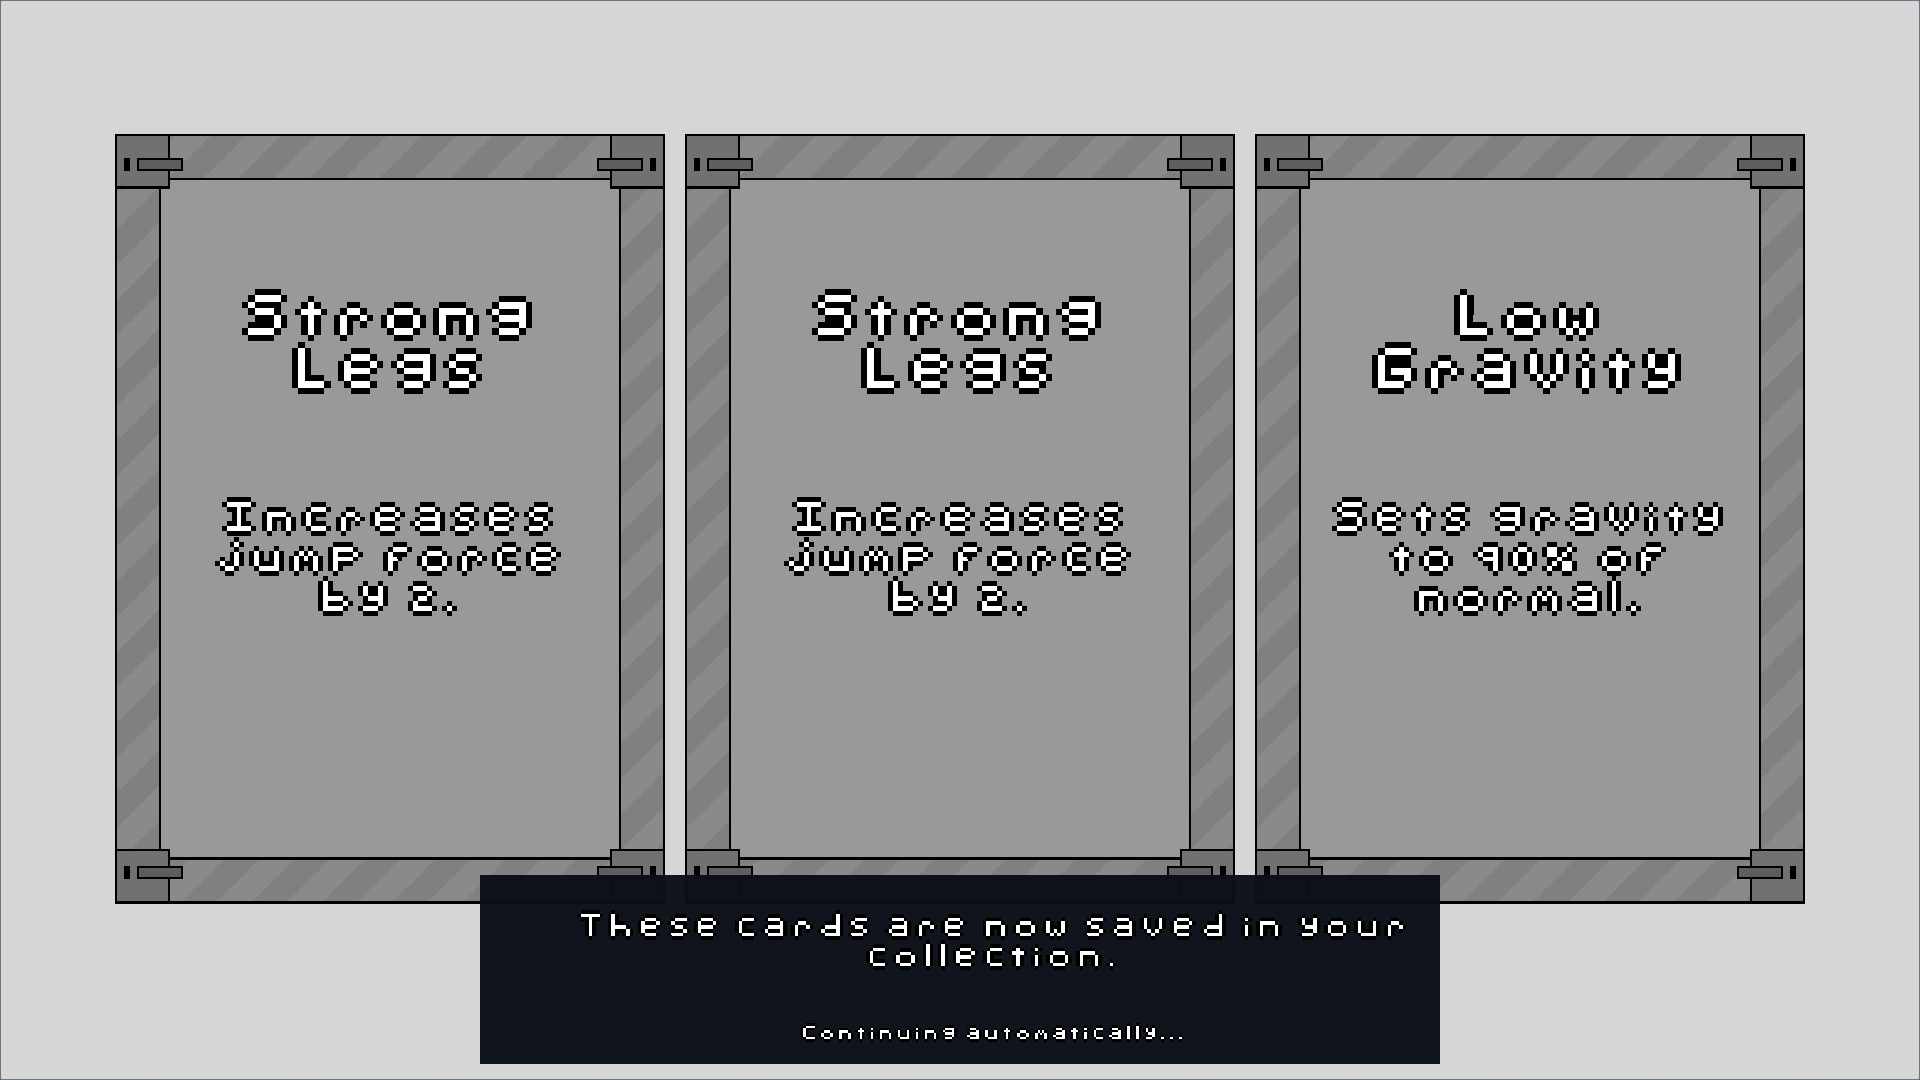 Strong
Legs
Increases
jump force
by 2.
Strong
Legs
Increases
jump force
by 2.
Low
Gravity
Sets gravity
to 90% of
normal.
These cards are now saved in your
collection.
Continuing automatically...